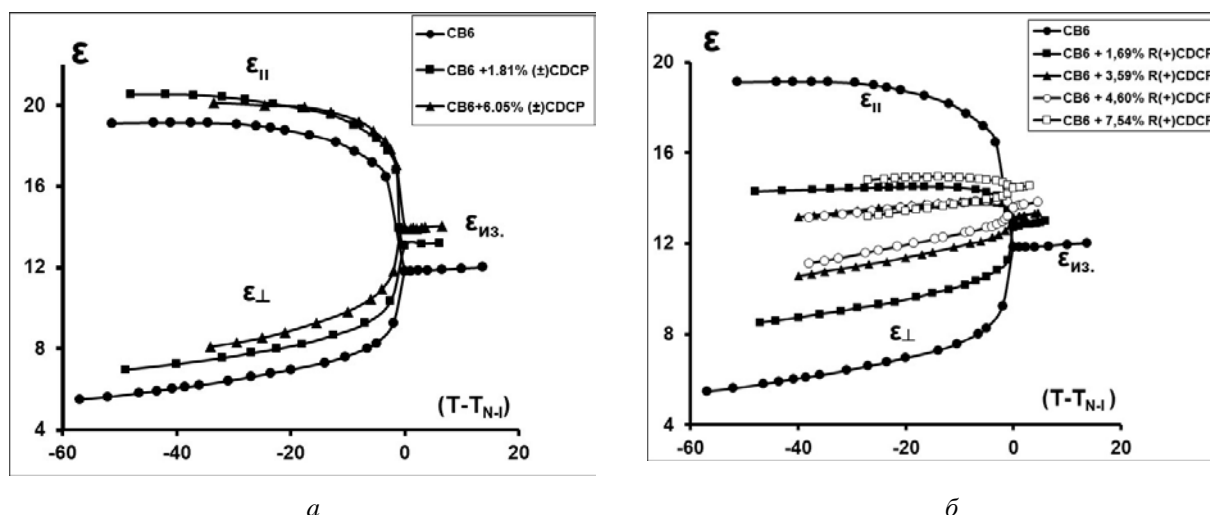 ε
CB6
CB6 +1.81% (±)CDCP
CB6+6.05% (±)CDCP
ε||
εиз.
ε⊥
(T-TN-I)
20
16
12
8
4
-60
-40
-20
0
20
а
ε
CB6
CB6 + 1,69% R(+)CDCP
CB6 + 3,59% R(+)CDCP
CB6 + 4,60% R(+)CDCP
CB6 + 7,54% R(+)CDCP
ε||
εиз.
ε⊥
(T-TN-I)
20
16
12
8
4
-60
-40
-20
0
20
б